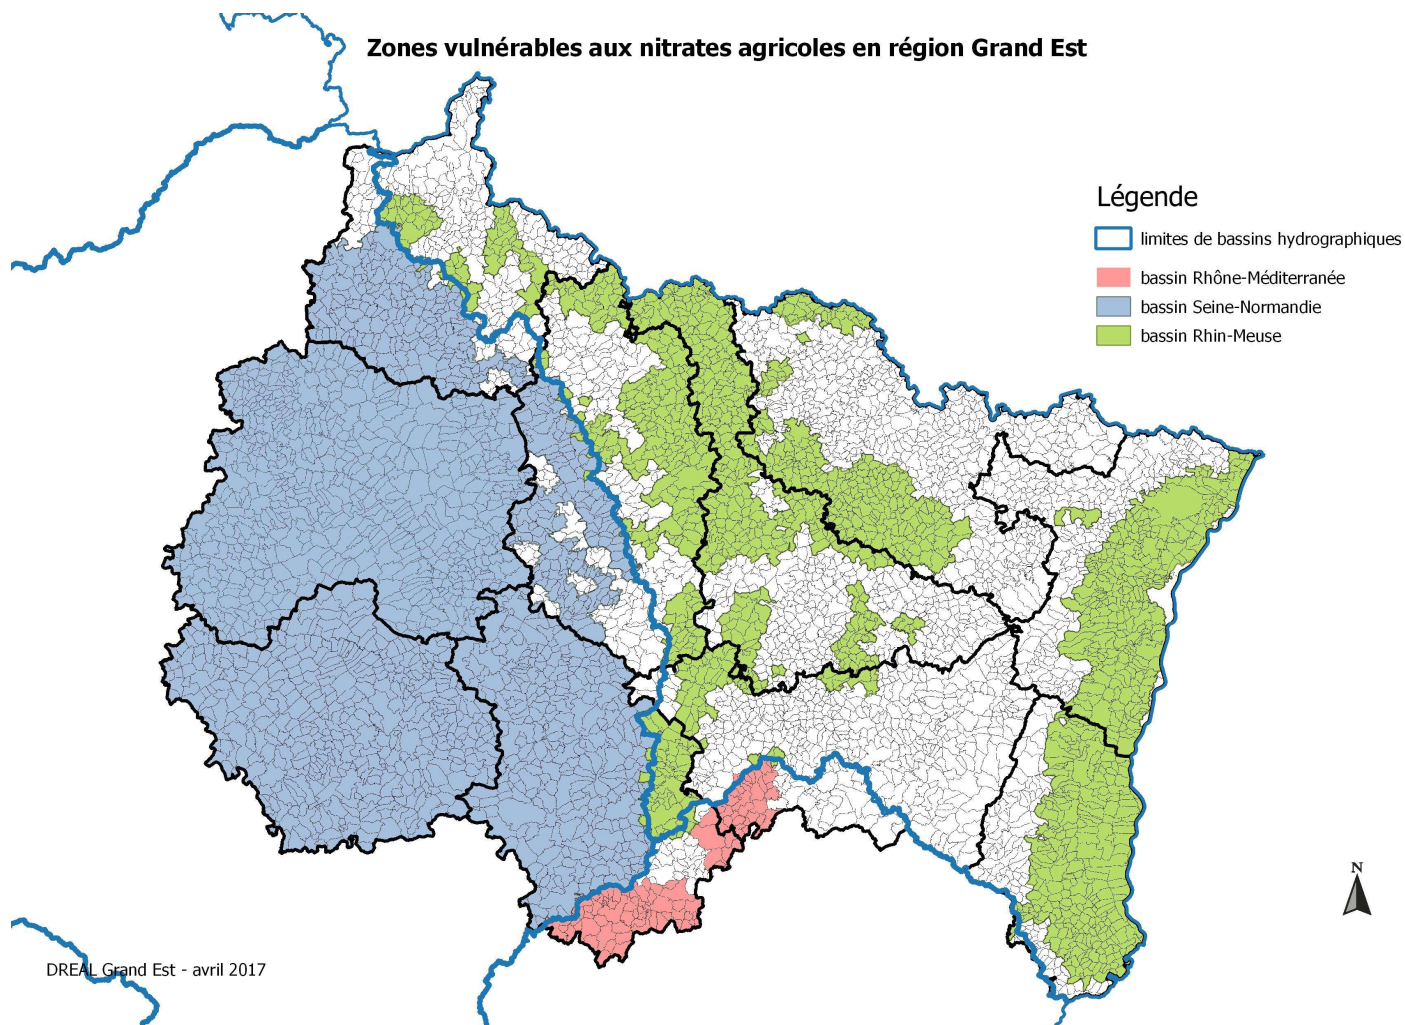 Zones vulnérables aux nitrates agricoles en région Grand Est
Légende
limites de bassins hydrographiques
bassin Rhône-Méditerranée
bassin Seine-Normandie
bassin Rhin-Meuse
N
DREAL Grand Est - avril 2017